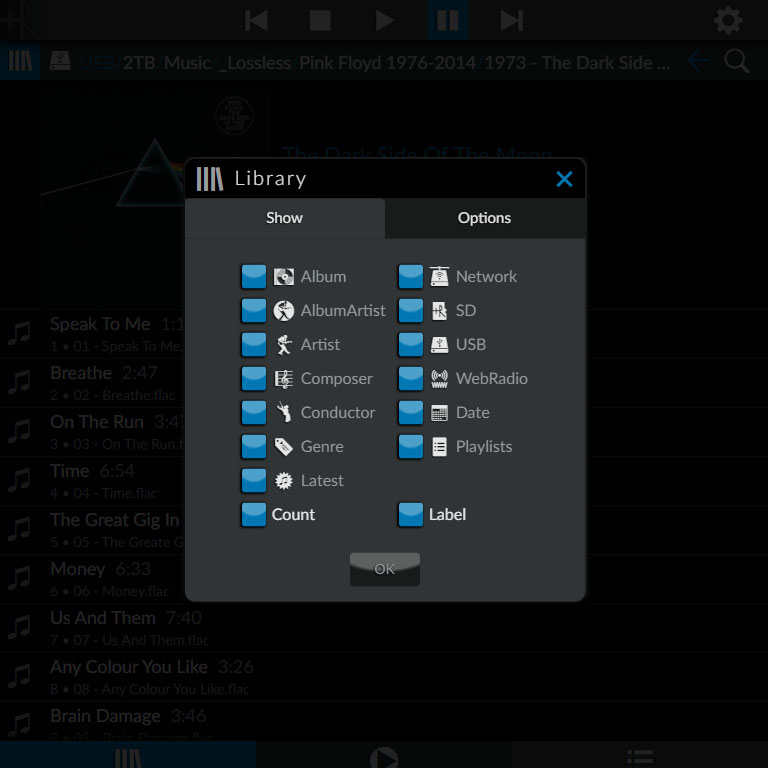 USB/2TB Music/_Lossless/Pink Floyd 1976-2014/1973 - The Dark Side ...
The Dark Side Of The Moon
Library
Show Options
Album Network
AlbumArtist SD
Artist USB
Composer WebRadio
Conductor Date
Genre Playlists
Latest
Count Label
OK
Speak To Me
1 • 01 - Speak To Me.
Breathe 2:47
2 • 02 - Breathe.flac
On The Run
3 • 03 - On The Run.f
Time 6:54
4 • 04 - Time.flac
The Great Gig In
5 • 05 - The Greate G
Money 6:33
6 • 06 - Money.flac
Us And Them 7:40
7 • 07 - Us And Them.flac
Any Colour You Like 3:26
8 • 08 - Any Colour You Like.flac
Brain Damage 3:46
9 • 09 - Brain Damage.flac